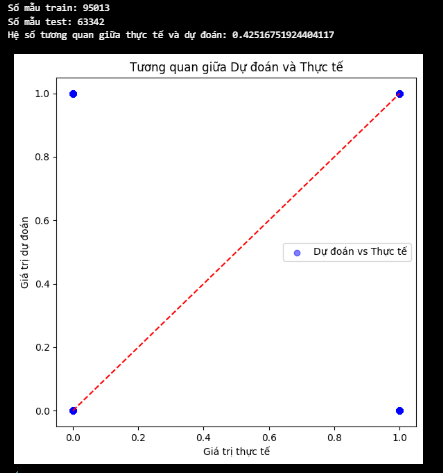 Số mẫu train: 95013
Số mẫu test: 63342
Hệ số tương quan giữa thực tế và dự đoán: 0.42516751924404117
Tương quan giữa Dự đoán và Thực tế
1.0
0.8
0.6
0.4
0.2
0.0
Giá trị dự đoán
Dự đoán vs Thực tế
0.0 0.2 0.4 0.6 0.8 1.0
Giá trị thực tế